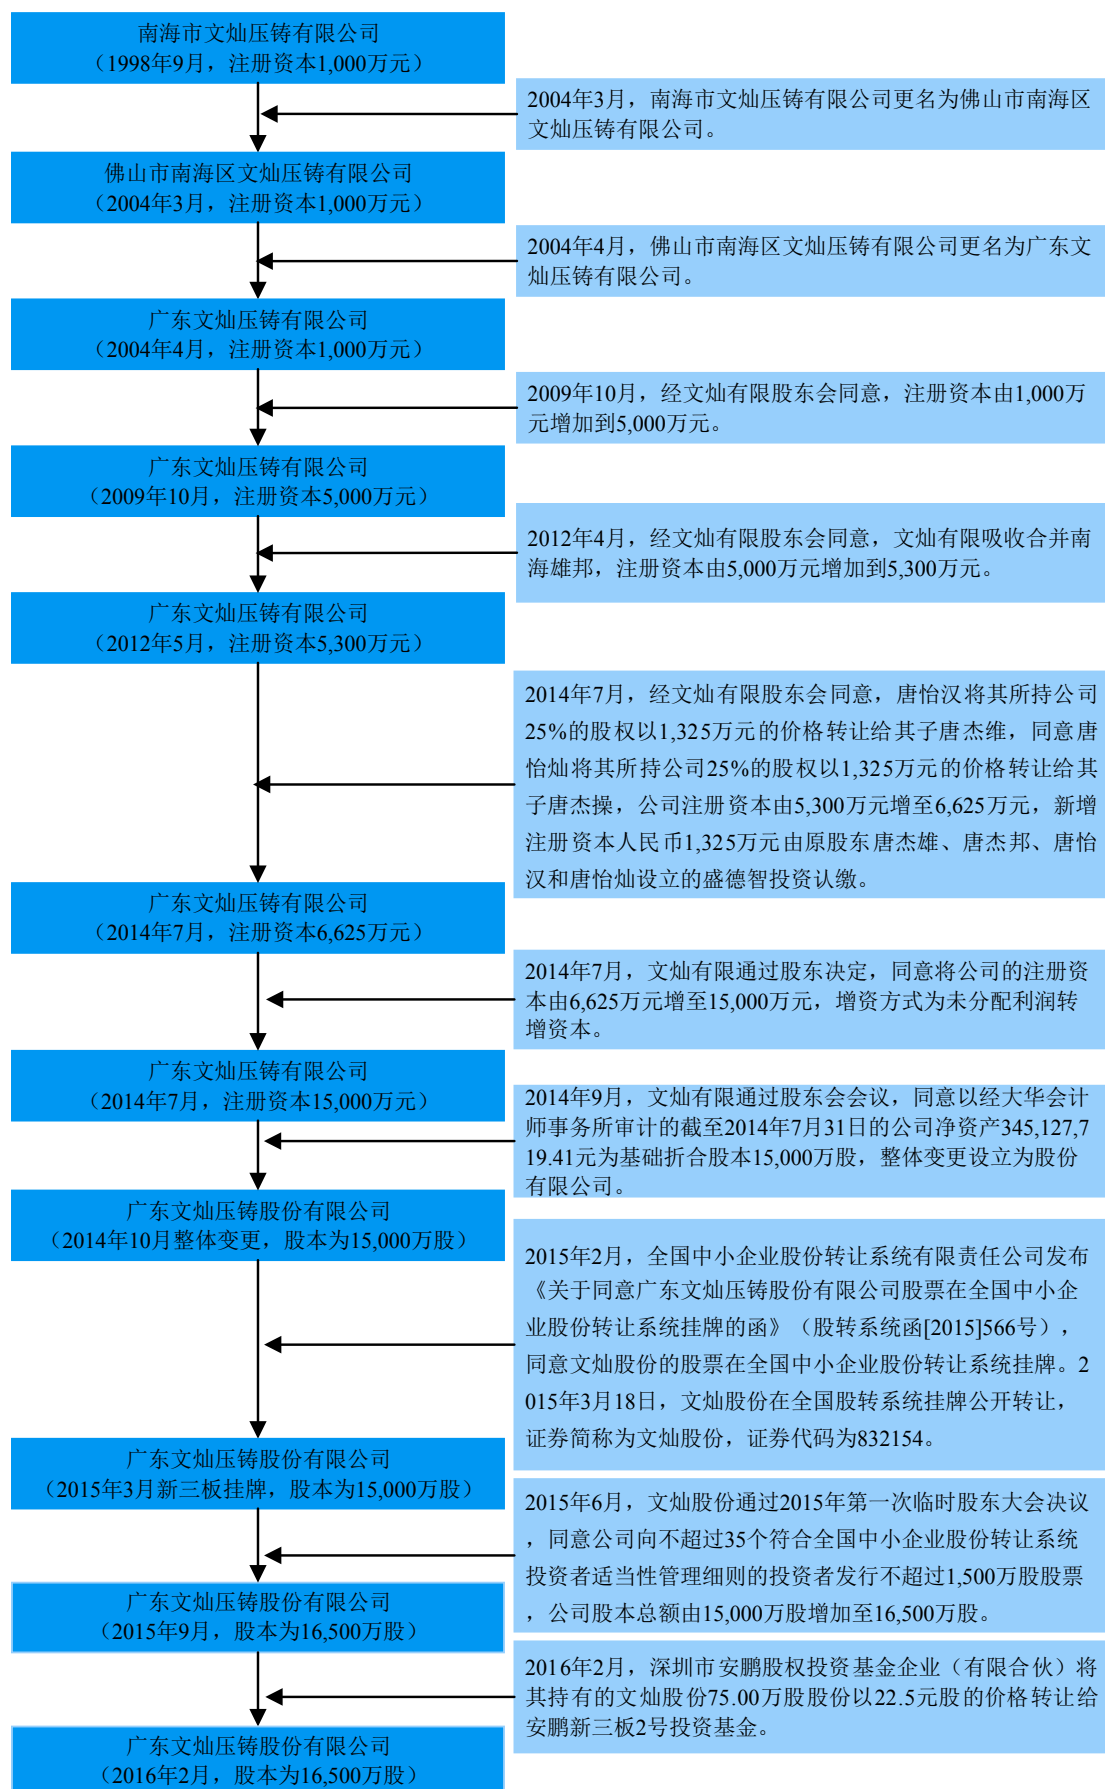 南海市文灿压铸有限公司
（1998年9月，注册资本1,000万元）
2004年3月，南海市文灿压铸有限公司更名为佛山市南海区
文灿压铸有限公司。
佛山市南海区文灿压铸有限公司
（2004年3月，注册资本1,000万元）
2004年4月，佛山市南海区文灿压铸有限公司更名为广东文
灿压铸有限公司。
广东文灿压铸有限公司
（2004年4月，注册资本1,000万元）
2009年10月，经文灿有限股东会同意，注册资本由1,000万
元增加到5,000万元。
广东文灿压铸有限公司
（2009年10月，注册资本5,000万元）
2012年4月，经文灿有限股东会同意，文灿有限吸收合并南
海雄邦，注册资本由5,000万元增加到5,300万元。
广东文灿压铸有限公司
（2012年5月，注册资本5,300万元）
2014年7月，经文灿有限股东会同意，唐怡汉将其所持公司
25%的股权以1,325万元的价格转让给其子唐杰维，同意唐
怡灿将其所持公司25%的股权以1,325万元的价格转让给其
子唐杰操，公司注册资本由5,300万元增至6,625万元，新增
注册资本人民币1,325万元由原股东唐杰雄、唐杰邦、唐怡
汉和唐怡灿设立的盛德智投资认缴。
广东文灿压铸有限公司
（2014年7月，注册资本6,625万元）
2014年7月，文灿有限通过股东决定，同意将公司的注册资
本由6,625万元增至15,000万元，增资方式为未分配利润转
增资本。
广东文灿压铸有限公司
（2014年7月，注册资本15,000万元）
2014年9月，文灿有限通过股东会会议，同意以经大华会计
师事务所审计的截至2014年7月31日的公司净资产345,127,7
19.41元为基础折合股本15,000万股，整体变更设立为股份
有限公司。
广东文灿压铸股份有限公司
（2014年10月整体变更，股本为15,000万股）
2015年2月，全国中小企业股份转让系统有限责任公司发布
《关于同意广东文灿压铸股份有限公司股票在全国中小企
业股份转让系统挂牌的函》（股转系统函[2015]566号），
同意文灿股份的股票在全国中小企业股份转让系统挂牌。2
015年3月18日，文灿股份在全国股转系统挂牌公开转让，
证券简称为文灿股份，证券代码为832154。
广东文灿压铸股份有限公司
（2015年3月新三板挂牌，股本为15,000万股）
2015年6月，文灿股份通过2015年第一次临时股东大会决议
，同意公司向不超过35个符合全国中小企业股份转让系统
投资者适当性管理细则的投资者发行不超过1,500万股股票
，公司股本总额由15,000万股增加至16,500万股。
广东文灿压铸股份有限公司
（2015年9月，股本为16,500万股）
2016年2月，深圳市安鹏股权投资基金企业（有限合伙）将
其持有的文灿股份75.00万股股份以22.5元股的价格转让给
安鹏新三板2号投资基金。
广东文灿压铸股份有限公司
（2016年2月，股本为16,500万股）